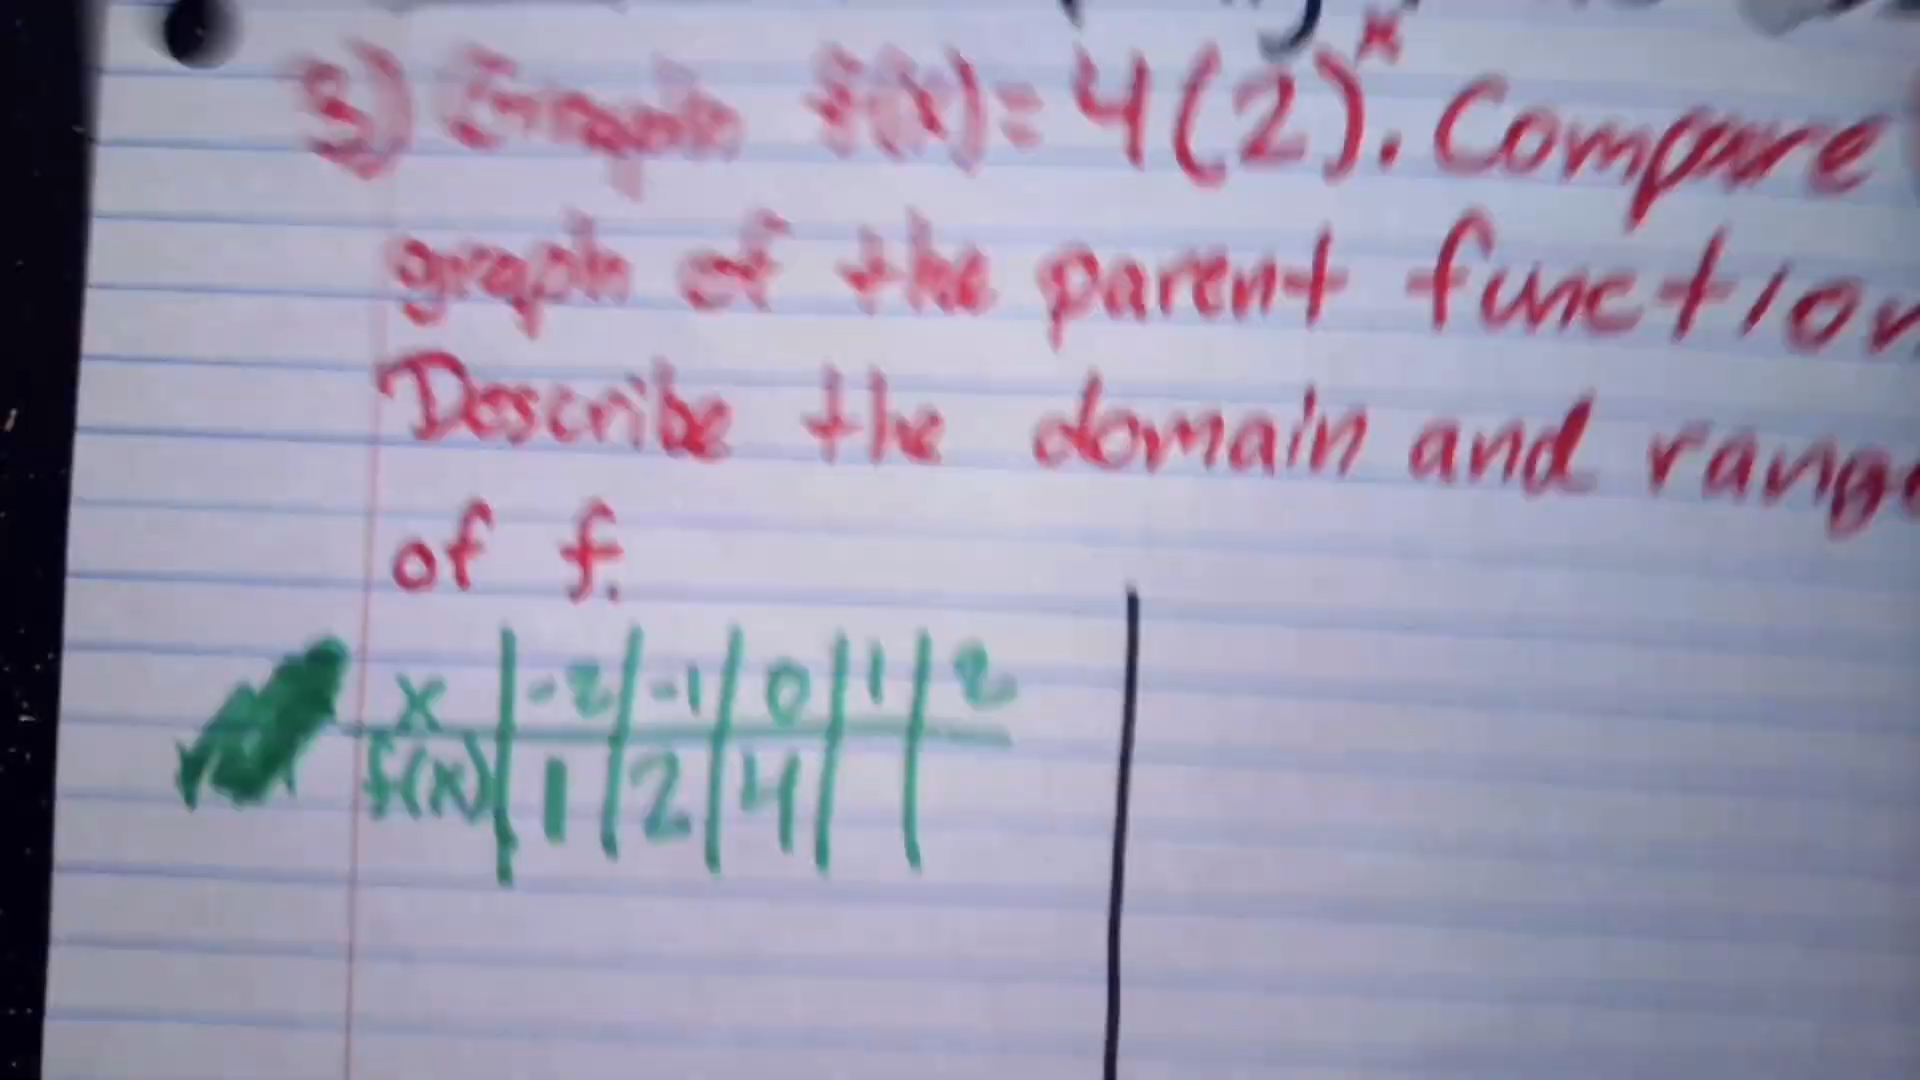 5) Graph f(x)= 4(2)^x. Compare
graph of the parent function
Describe the domain and range
of f.
x | -2 | -1 | 0 | 1 | 2
f(x) | 1 | 2 | 4 | |